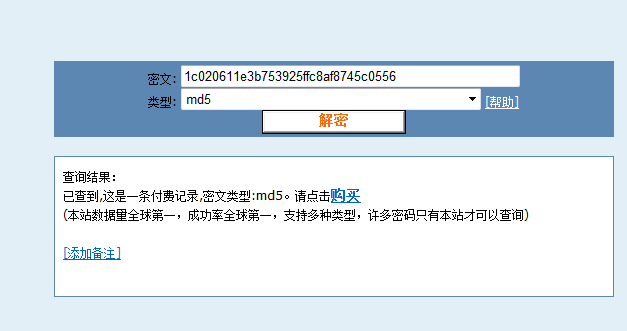 密文: 1c020611e3b753925ffc8af8745c0556
类型: md5 [帮助]
解密
查询结果:
已查到,这是一条付费记录,密文类型:md5。请点击购买
(本站数据量全球第一，成功率全球第一，支持多种类型，许多密码只有本站才可以查询)
[添加备注]